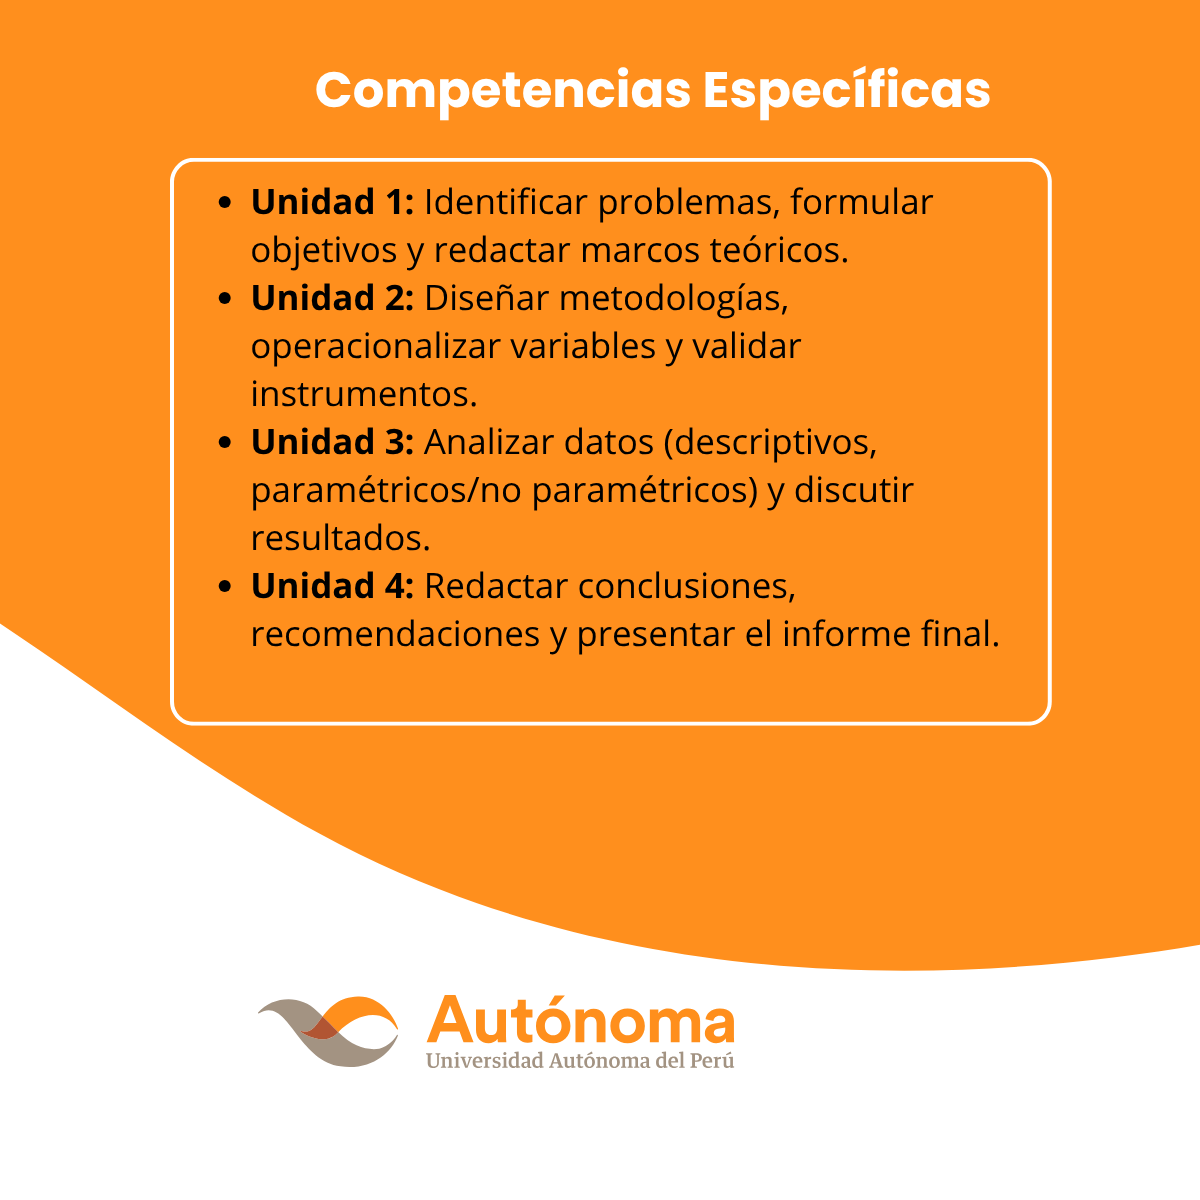 Competencias Específicas
• Unidad 1: Identificar problemas, formular
objetivos y redactar marcos teóricos.
• Unidad 2: Diseñar metodologías,
operacionalizar variables y validar
instrumentos.
• Unidad 3: Analizar datos (descriptivos,
paramétricos/no paramétricos) y discutir
resultados.
• Unidad 4: Redactar conclusiones,
recomendaciones y presentar el informe final.
Autónoma
Universidad Autónoma del Perú